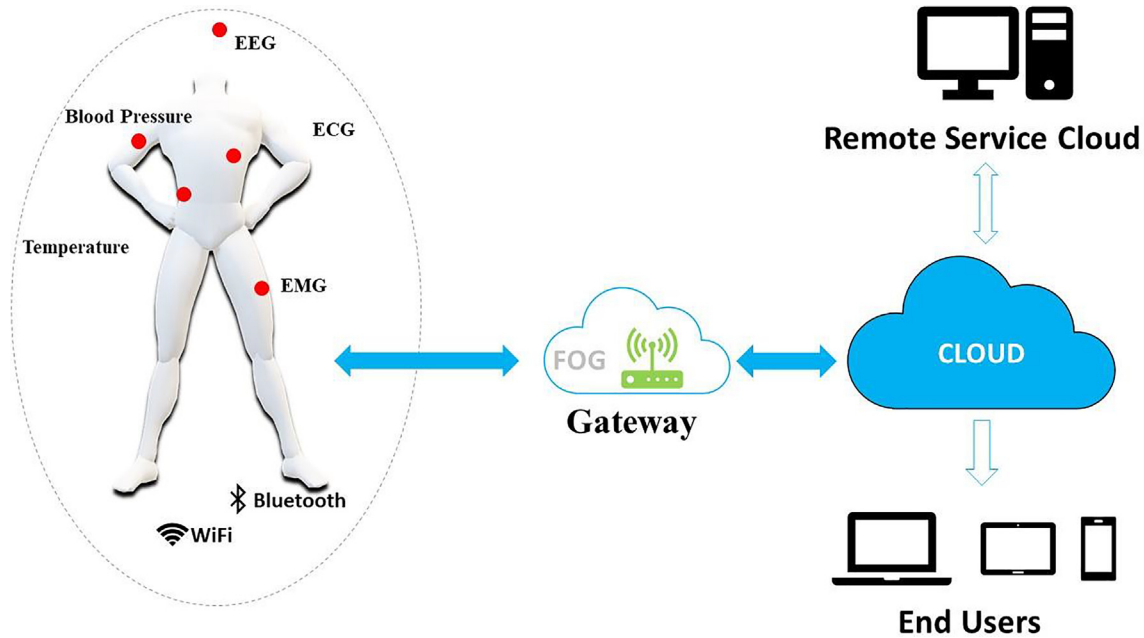 EEG
Blood Pressure
ECG
Temperature
EMG
Bluetooth
WiFi
FOG
Gateway
Remote Service Cloud
CLOUD
End Users